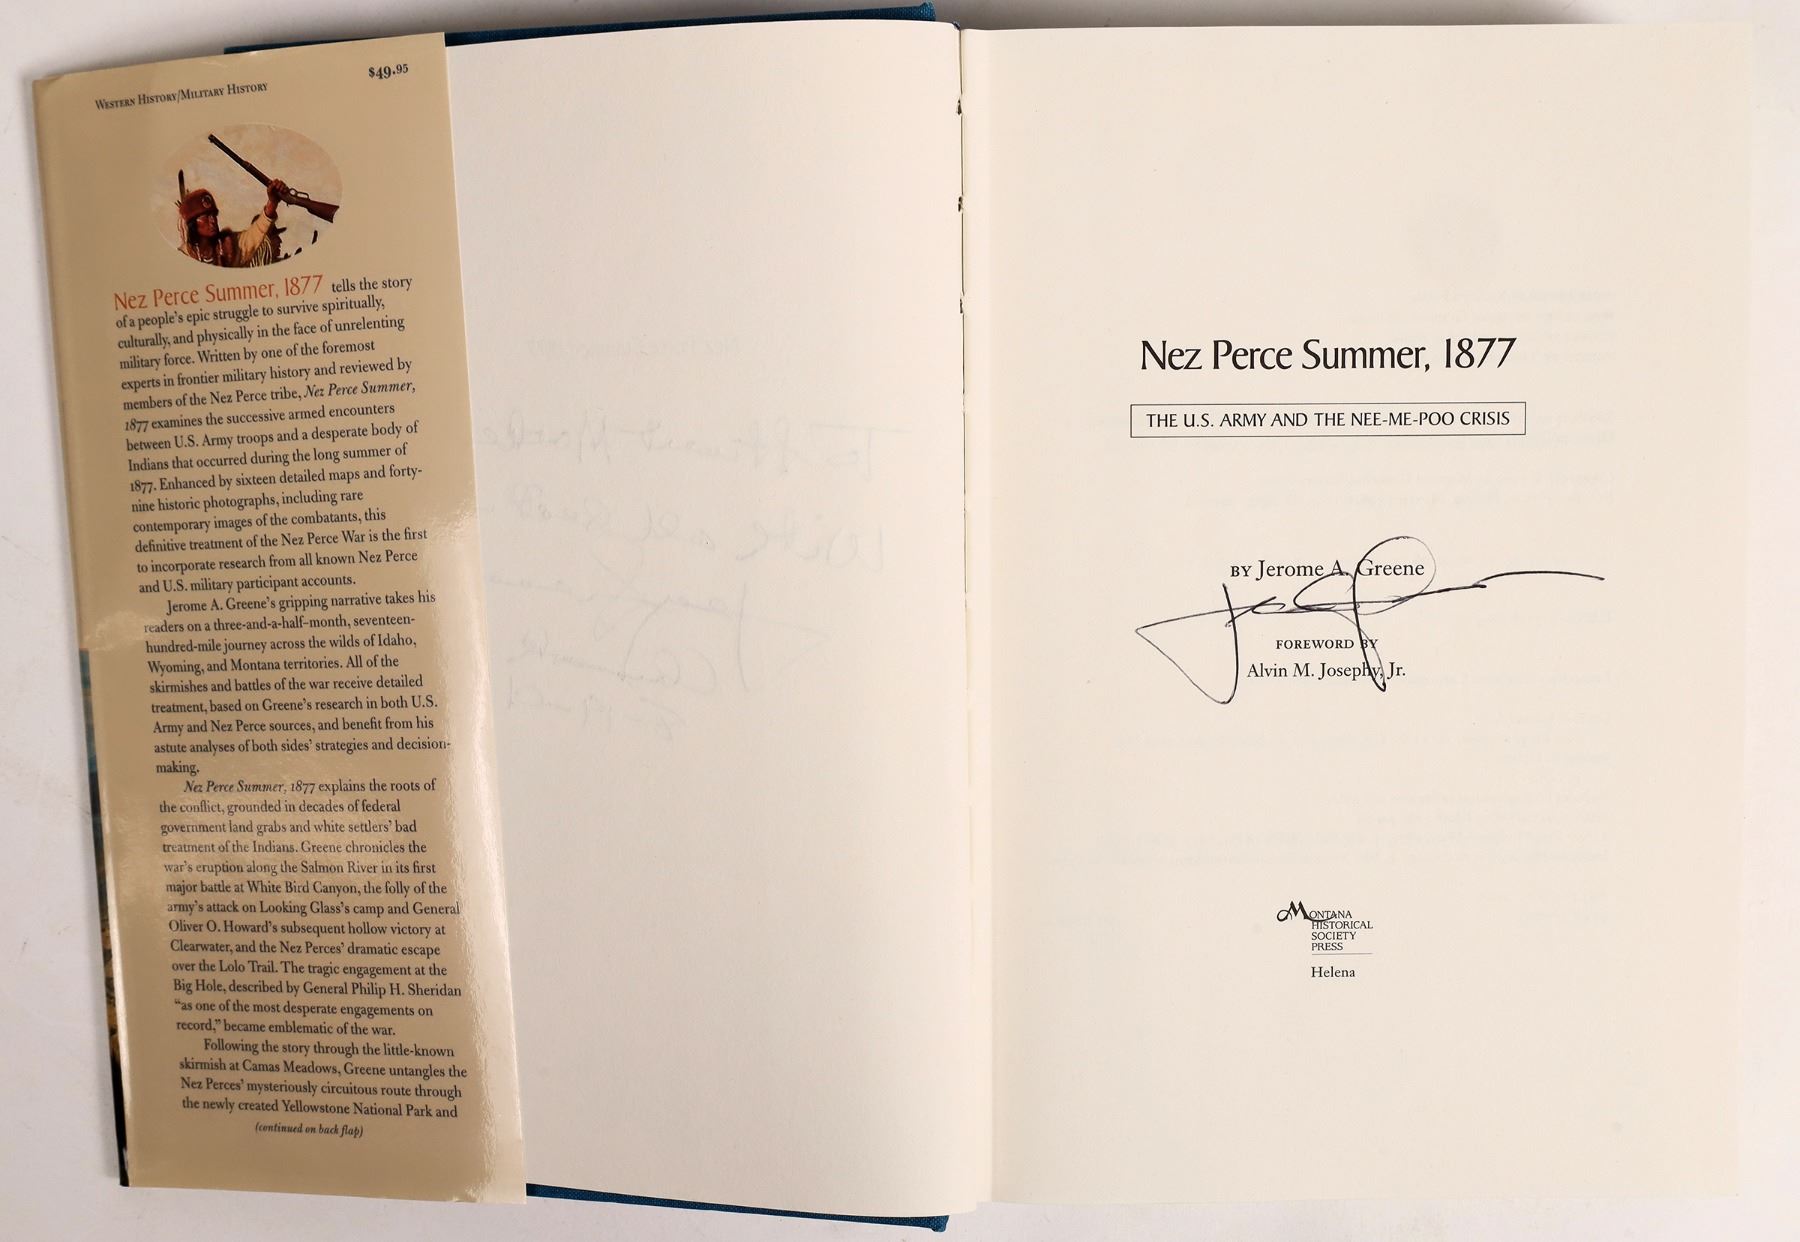 WESTERN HISTORY/MILITARY HISTORY
$49.95
Nez Perce Summer, 1877 tells the story
of a people's epic struggle to survive spiritually,
culturally, and physically in the face of unrelenting
military force. Written by one of the foremost
experts in frontier military history and reviewed by
members of the Nez Perce tribe, Nez Perce Summer,
1877 examines the successive armed encounters
between U.S. Army troops and a desperate body of
Indians that occurred during the long summer of
1877. Enhanced by sixteen detailed maps and forty-
nine historic photographs, including rare
contemporary images of the combatants, this
definitive treatment of the Nez Perce War is the first
to incorporate research from all known Nez Perce
and U.S. military participant accounts.
Jerome A. Greene's gripping narrative takes his
readers on a three-and-a-half-month, seventeen-
hundred-mile journey across the wilds of Idaho,
Wyoming, and Montana territories. All of the
skirmishes and battles of the war receive detailed
treatment, based on Greene's research in both U.S.
Army and Nez Perce sources, and benefit from his
astute analyses of both sides' strategies and decision-
making.
Nez Perce Summer, 1877 explains the roots of
the conflict, grounded in decades of federal
government land grabs and white settlers' bad
treatment of the Indians. Greene chronicles the
war's eruption along the Salmon River in its first
major battle at White Bird Canyon, the folly of the
army's attack on Looking Glass's camp and General
Oliver O. Howard's subsequent hollow victory at
Clearwater, and the Nez Perces' dramatic escape
over the Lolo Trail. The tragic engagement at the
Big Hole, described by General Philip H. Sheridan
"as one of the most desperate engagements on
record," became emblematic of the war.
Following the story through the little-known
skirmish at Camas Meadows, Greene untangles the
Nez Perces' mysteriously circuitous route through
the newly created Yellowstone National Park and
(continued on back flap)
Nez Perce Summer, 1877
THE U.S. ARMY AND THE NEE-ME-POO CRISIS
BY Jerome A. Greene
FOREWORD BY
Alvin M. Josephy, Jr.
MONTANA
HISTORICAL
SOCIETY
PRESS
Helena